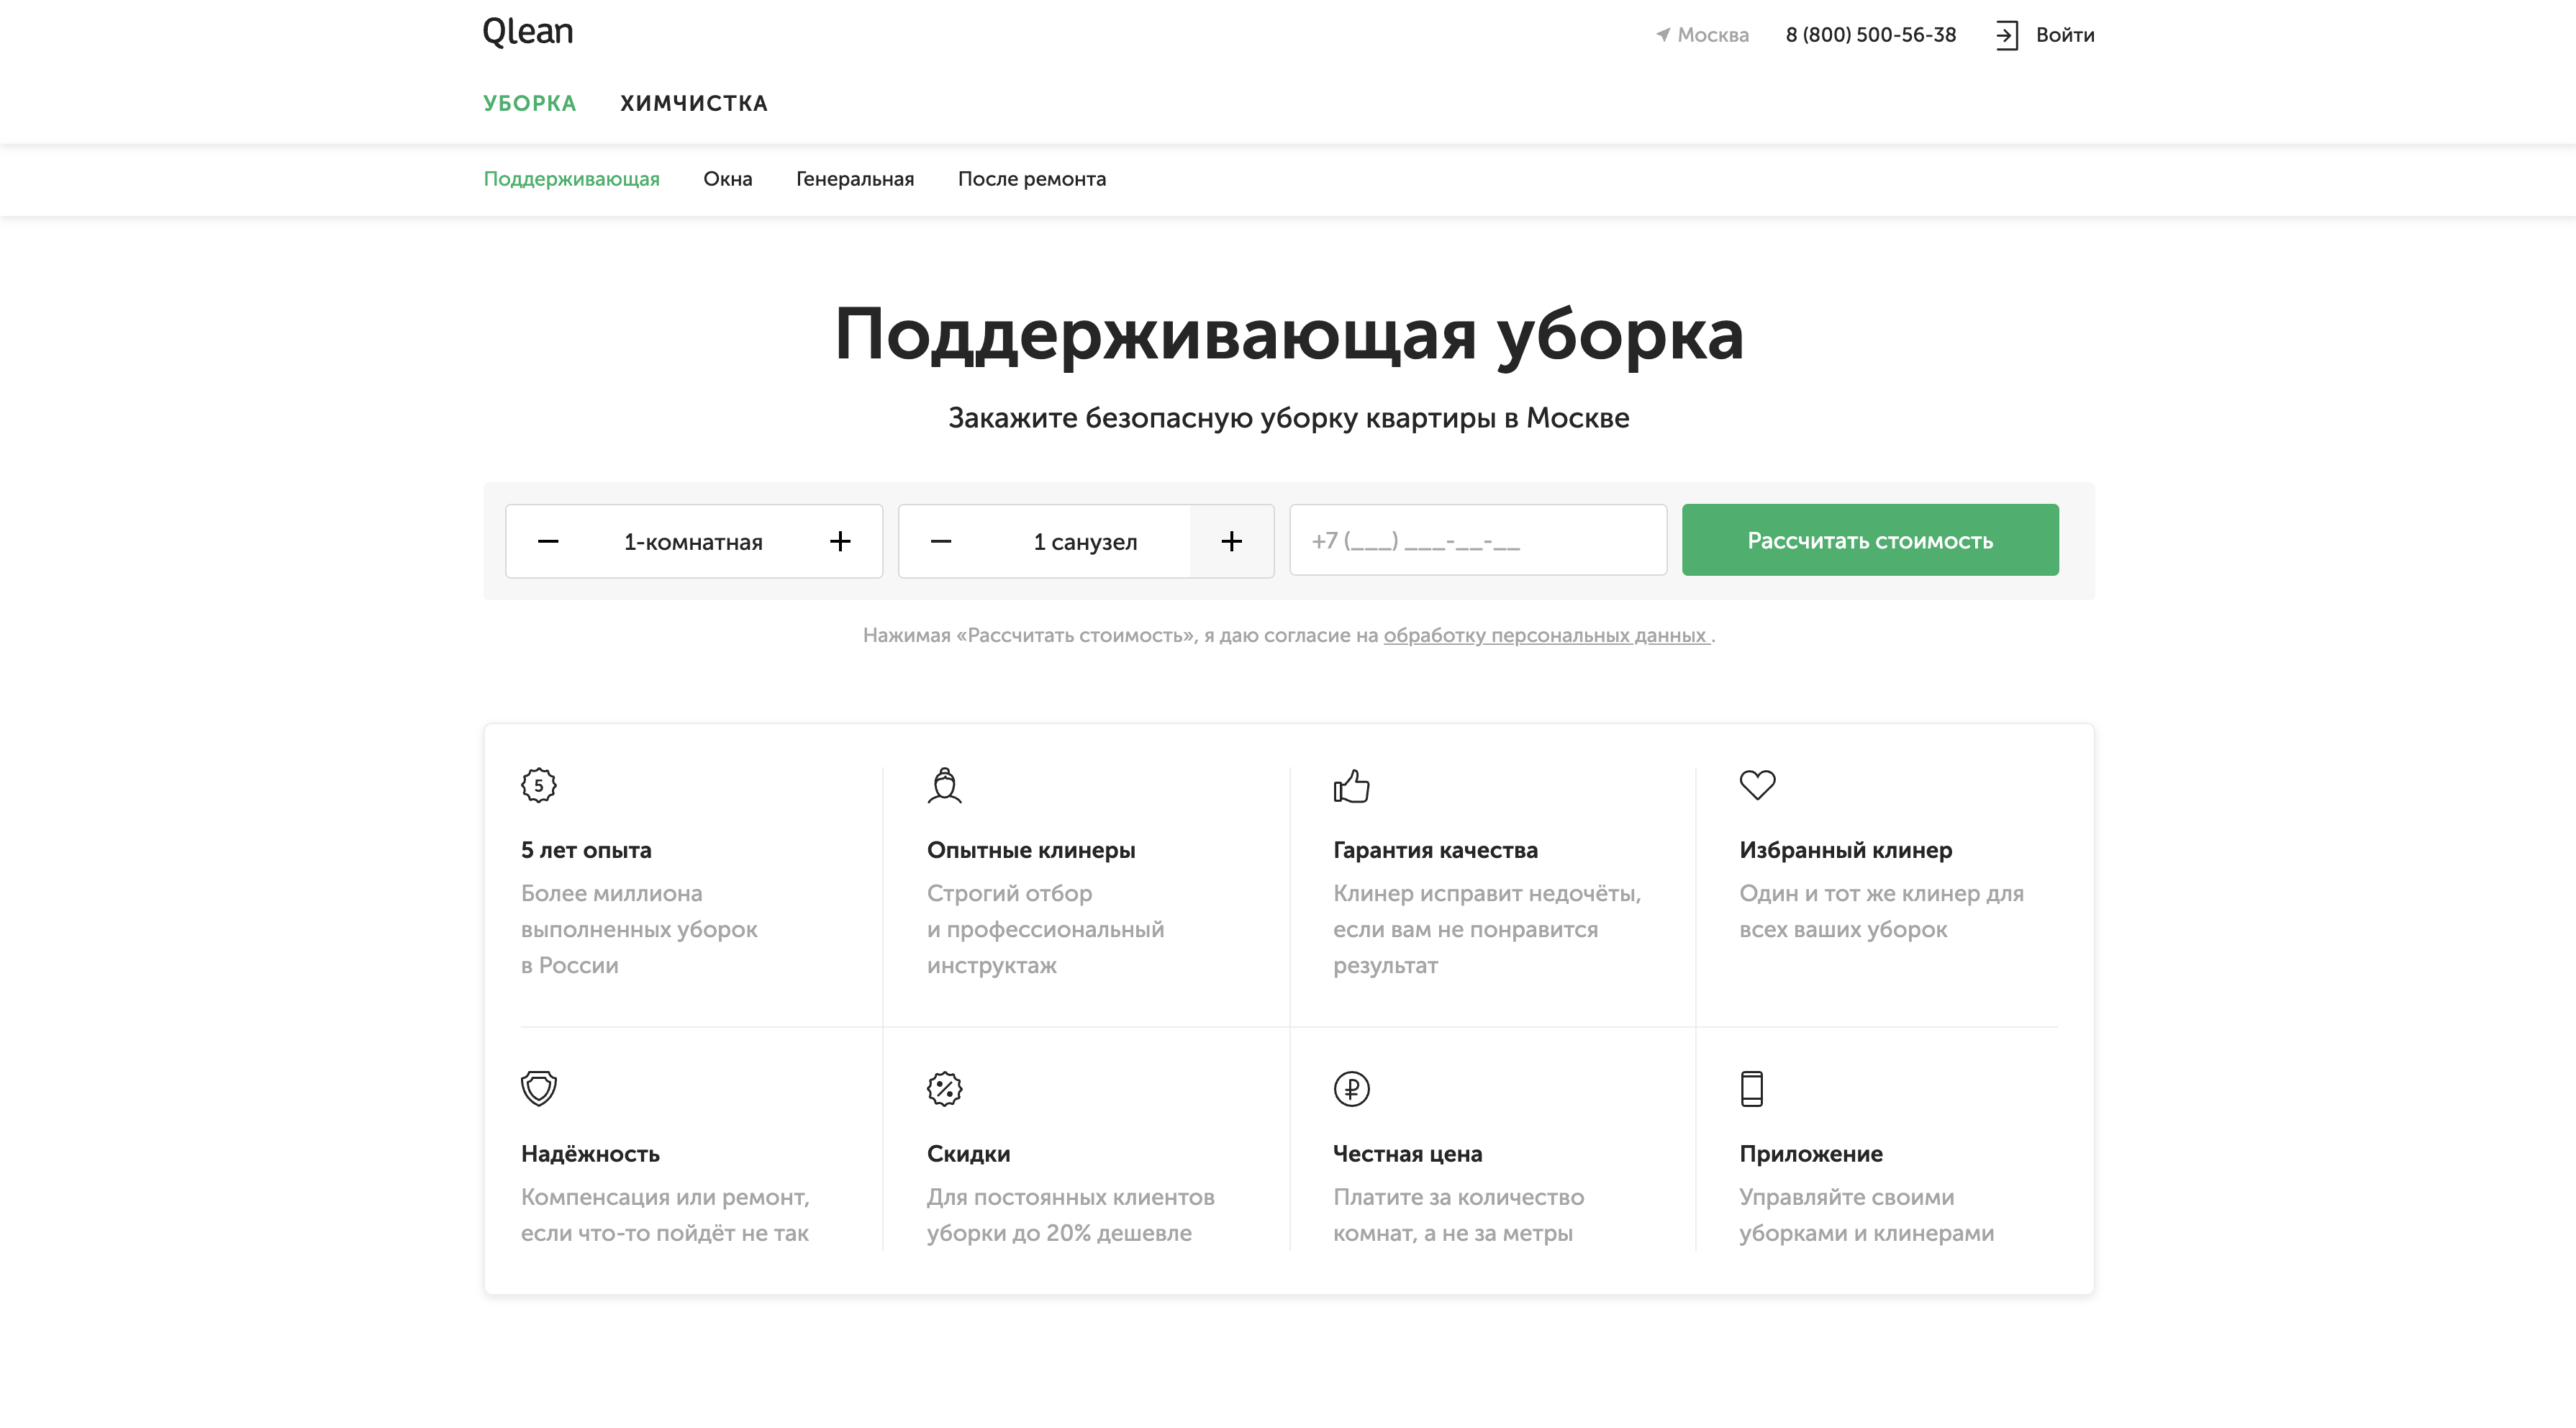 Qlean
Москва
8 (800) 500-56-38
Войти
УБОРКА
ХИМЧИСТКА
Поддерживающая
Окна
Генеральная
После ремонта
Поддерживающая уборка
Закажите безопасную уборку квартиры в Москве
1-комнатная
1 санузел
+7 (___) ___-__-__
Рассчитать стоимость
Нажимая «Рассчитать стоимость», я даю согласие на обработку персональных данных .
5
5 лет опыта
Более миллиона
выполненных уборок
в России
Опытные клинеры
Строгий отбор
и профессиональный
инструктаж
Гарантия качества
Клинер исправит недочёты,
если вам не понравится
результат
Избранный клинер
Один и тот же клинер для
всех ваших уборок
Надёжность
Компенсация или ремонт,
если что-то пойдёт не так
Скидки
Для постоянных клиентов
уборки до 20% дешевле
Честная цена
Платите за количество
комнат, а не за метры
Приложение
Управляйте своими
уборками и клинерами